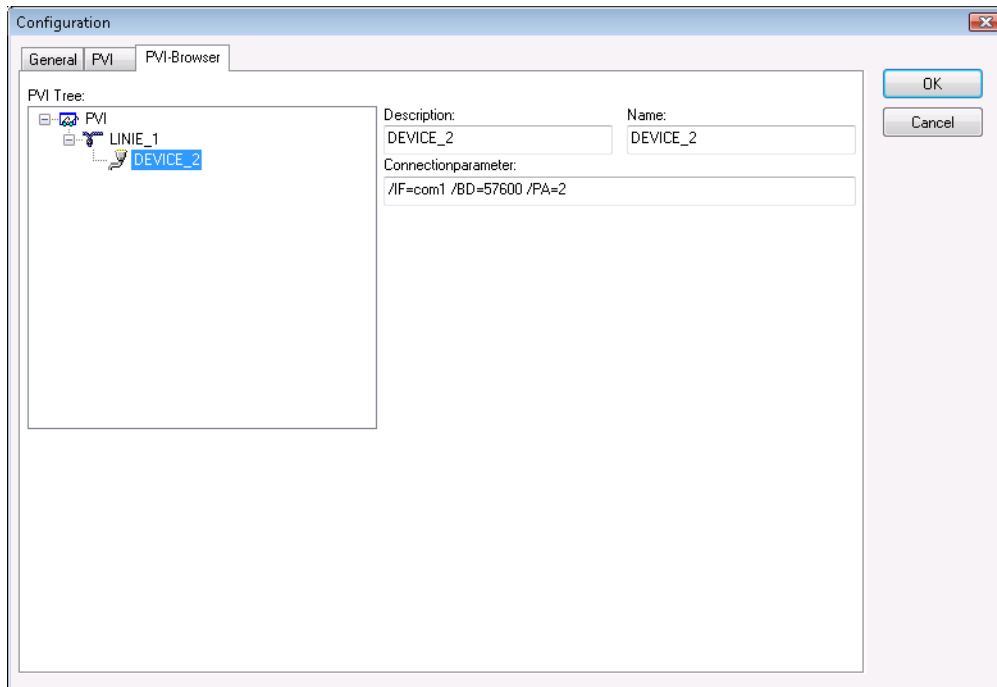 Configuration
General PVI PVI-Browser
PVI Tree:
PVI
LINIE_1
DEVICE_2
Description:
DEVICE_2
Name:
DEVICE_2
Connectionparameter:
/IF=com1 /BD=57600 /PA=2
OK
Cancel